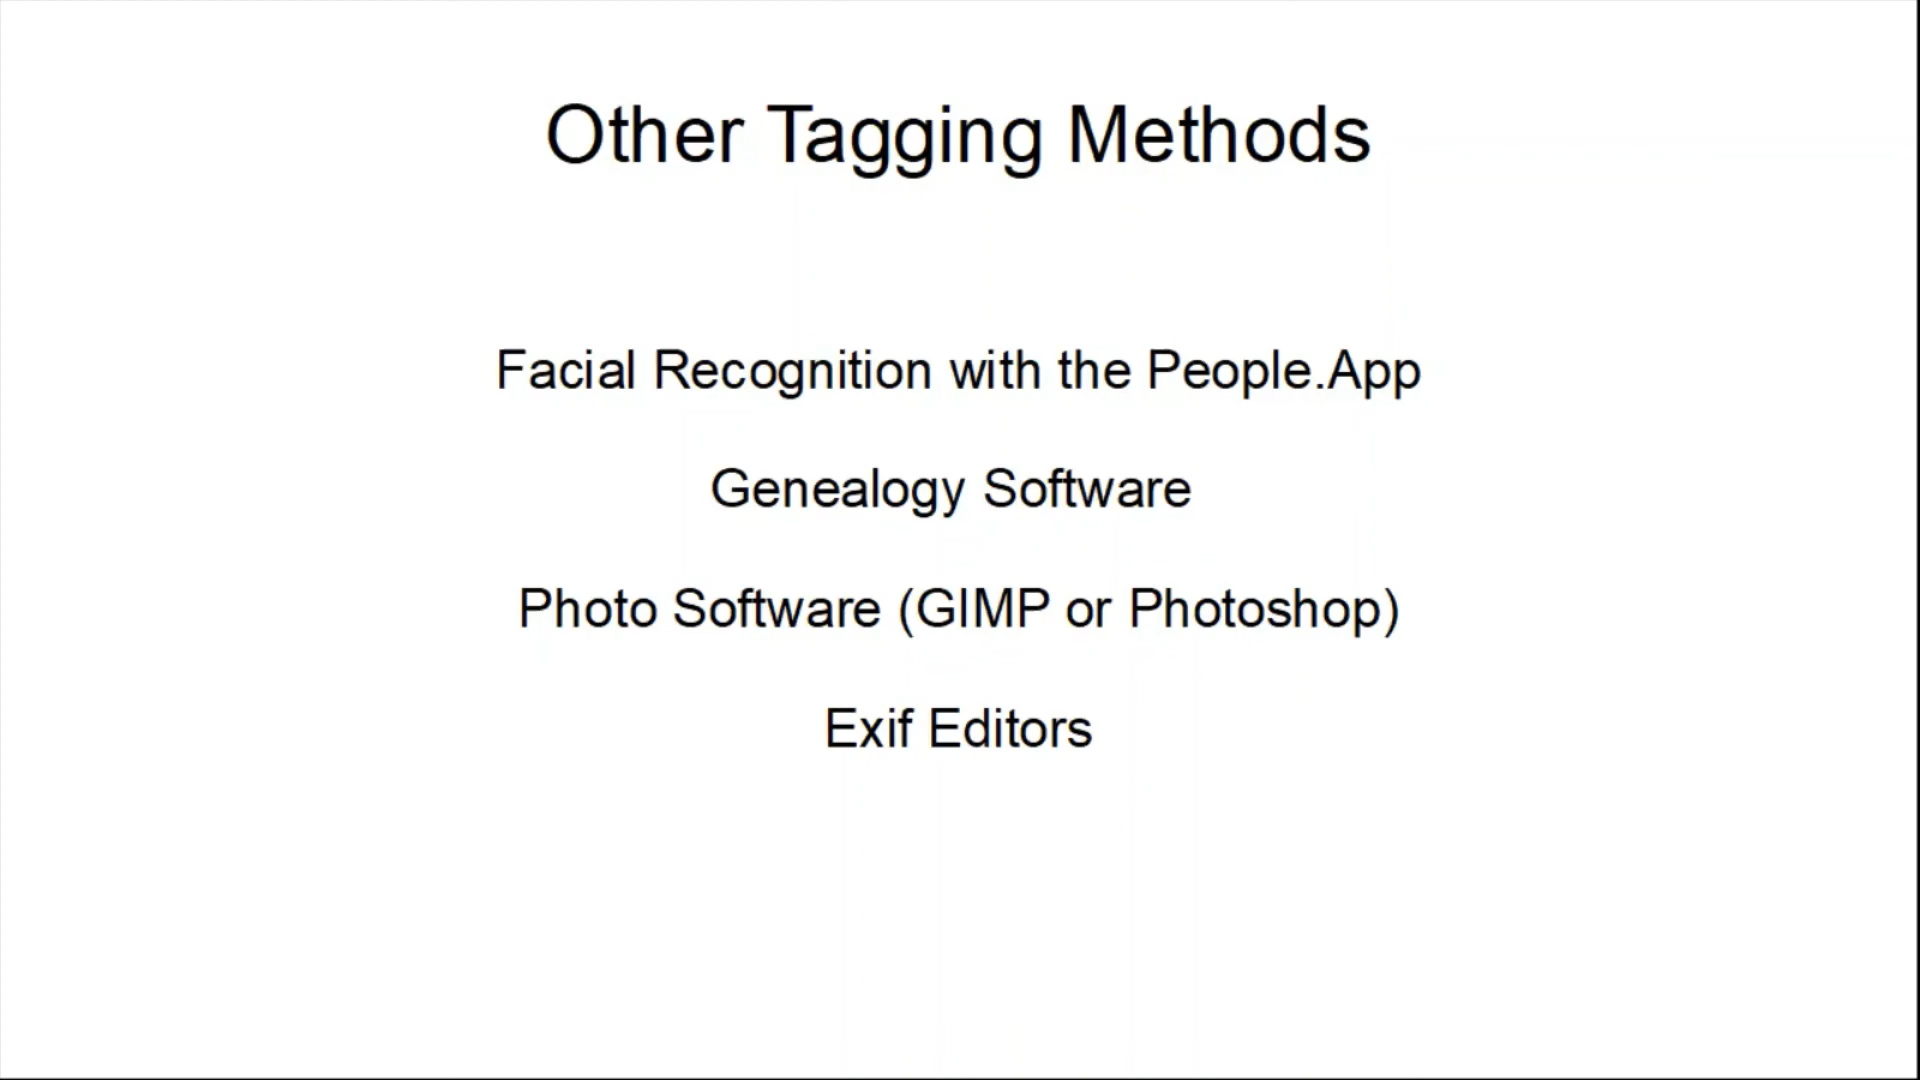 Other Tagging Methods
Facial Recognition with the People.App
Genealogy Software
Photo Software (GIMP or Photoshop)
Exif Editors